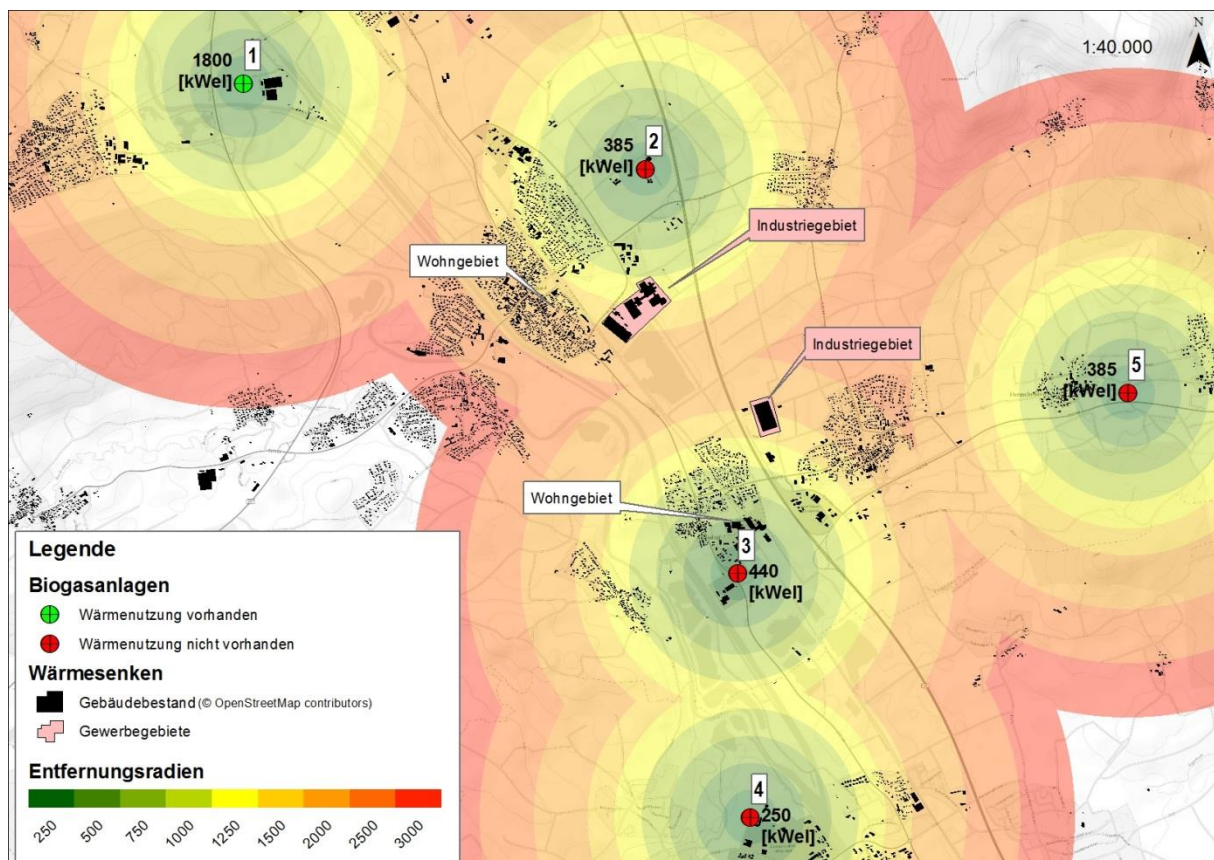 N
1:40.000
1
1800
[kWel]
2
385
[kWel]
Industriegebiet
Wohngebiet
Industriegebiet
5
385
[kWel]
Wohngebiet
3
440
[kWel]
4
250
[kWel]
Legende
Biogasanlagen
Wärmenutzung vorhanden
Wärmenutzung nicht vorhanden
Wärmesenken
Gebäudebestand (© OpenStreetMap contributors)
Gewerbegebiete
Entfernungsradien
250 500 750 1000 1250 1500 2000 2500 3000